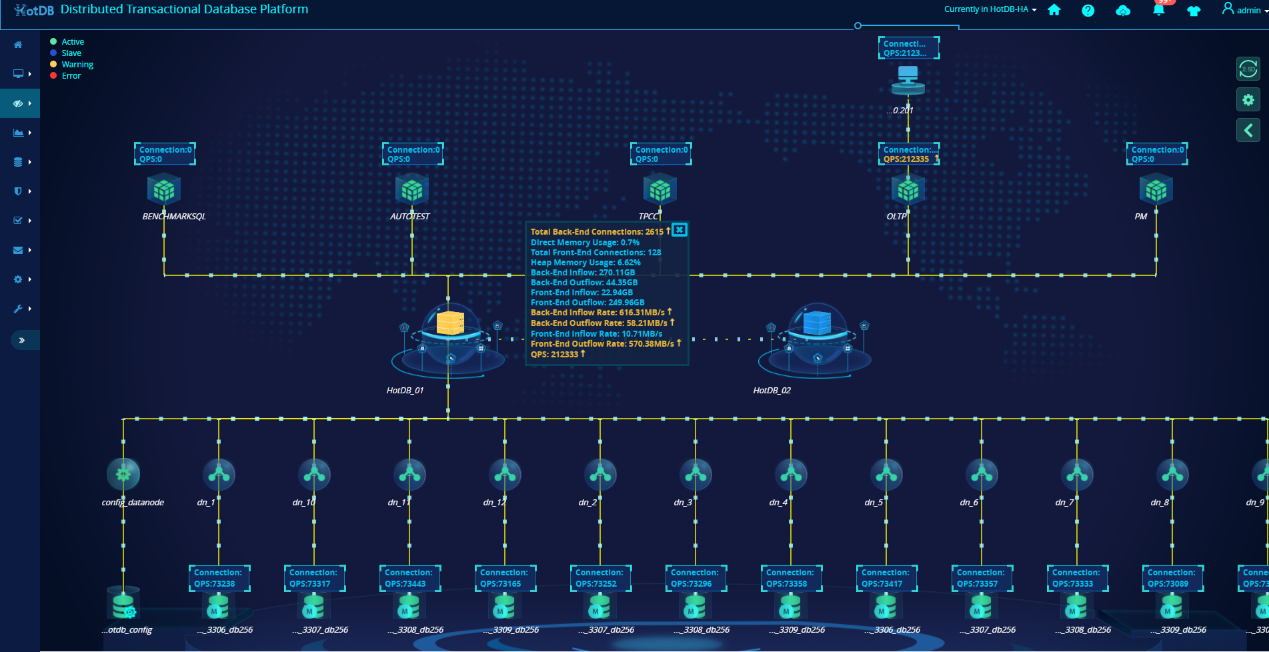 HotDB Distributed Transactional Database Platform
Currently in HotDB-HA
99+
admin
Active
Slave
Warning
Error
Connecti...
QPS:2123...
...0.201
Connection:0
QPS:0
Connection:0
QPS:0
Connection:0
QPS:0
Connection:...
QPS:212335 ↑
Connection:0
QPS:0
BENCHMARKSQL
AUTOTEST
TPCC
OLTP
PM
Total Back-End Connections: 2615 ↑
Direct Memory Usage: 0.7%
Total Front-End Connections: 128
Heap Memory Usage: 6.62%
Back-End Inflow: 270.11GB
Back-End Outflow: 44.35GB
Front-End Inflow: 22.94GB
Front-End Outflow: 249.96GB
Back-End Inflow Rate: 616.31MB/s ↑
Back-End Outflow Rate: 58.21MB/s ↑
Front-End Inflow Rate: 10.71MB/s
Front-End Outflow Rate: 570.38MB/s ↑
QPS: 212333 ↑
HotDB_01
HotDB_02
config_datanode
dn_1
dn_10
dn_11
dn_12
dn_2
dn_3
dn_4
dn_5
dn_6
dn_7
dn_8
dn_9
Connection:
QPS:73238
Connection:
QPS:73317
Connection:
QPS:73443
Connection:
QPS:73165
Connection:
QPS:73252
Connection:
QPS:73296
Connection:
QPS:73358
Connection:
QPS:73417
Connection:
QPS:73357
Connection:
QPS:73333
Connection:
QPS:73089
Conne
QPS:7
M
M
M
M
M
M
M
M
M
M
M
M
...otdb_config
..._3306_db256
..._3307_db256
..._3308_db256
..._3309_db256
..._3307_db256
..._3308_db256
..._3309_db256
..._3306_db256
..._3307_db256
..._3308_db256
..._3309_db256
..._330